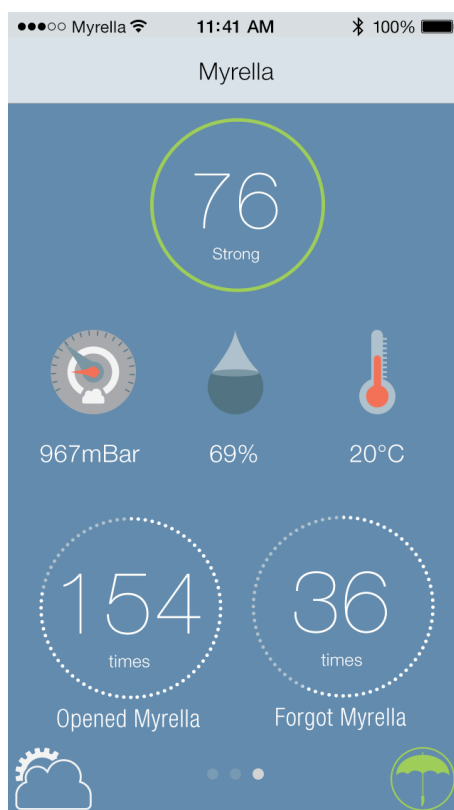 Myrella 11:41 AM 100%
Myrella
76
Strong
967mBar 69% 20°C
154 36
times times
Opened Myrella Forgot Myrella